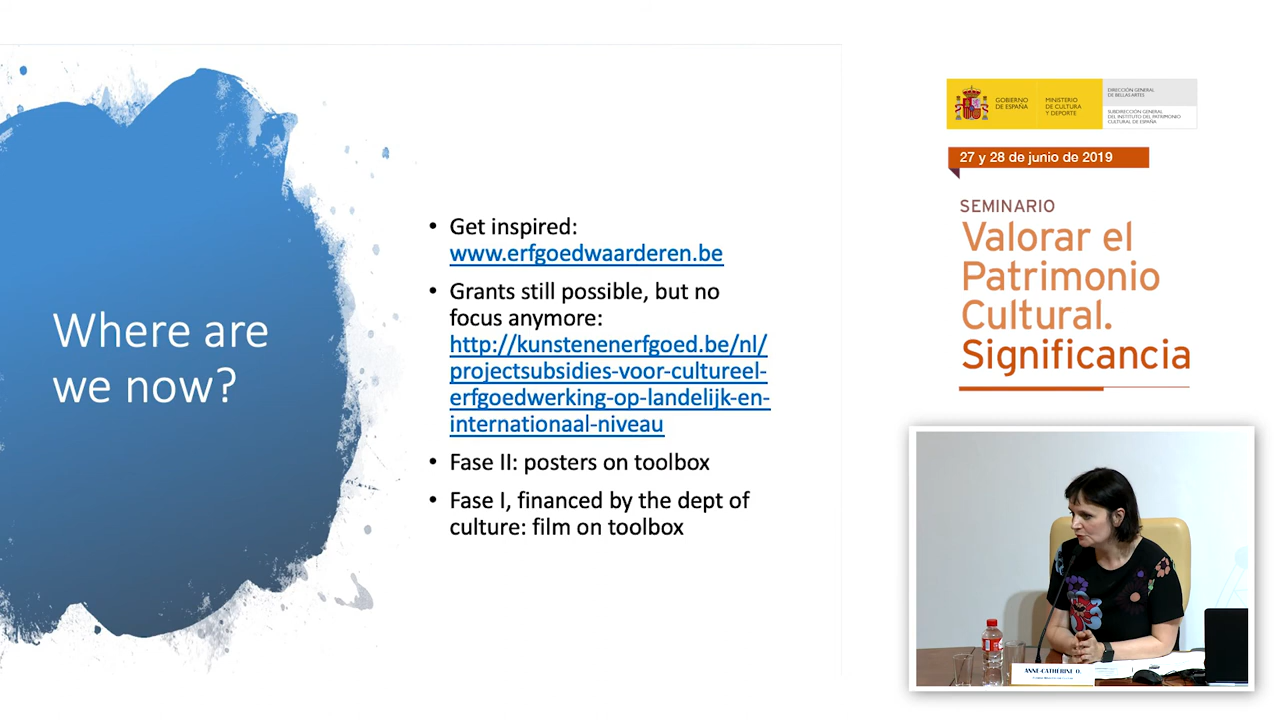 Where are
we now?
• Get inspired:
www.erfgoedwaarderen.be
• Grants still possible, but no
focus anymore:
http://kunstenenerfgoed.be/nl/
projectsubsidies-voor-cultureel-
erfgoedwerking-op-landelijk-en-
internationaal-niveau
• Fase II: posters on toolbox
• Fase I, financed by the dept of
culture: film on toolbox
GOBIERNO
DE ESPAÑA
MINISTERIO
DE CULTURA
Y DEPORTE
DIRECCIÓN GENERAL
DE BELLAS ARTES
SUBDIRECCIÓN GENERAL
DEL INSTITUTO DEL PATRIMONIO
CULTURAL DE ESPAÑA
27 y 28 de junio de 2019
SEMINARIO
Valorar el
Patrimonio
Cultural.
Significancia
ANNE-CATHERINE O.